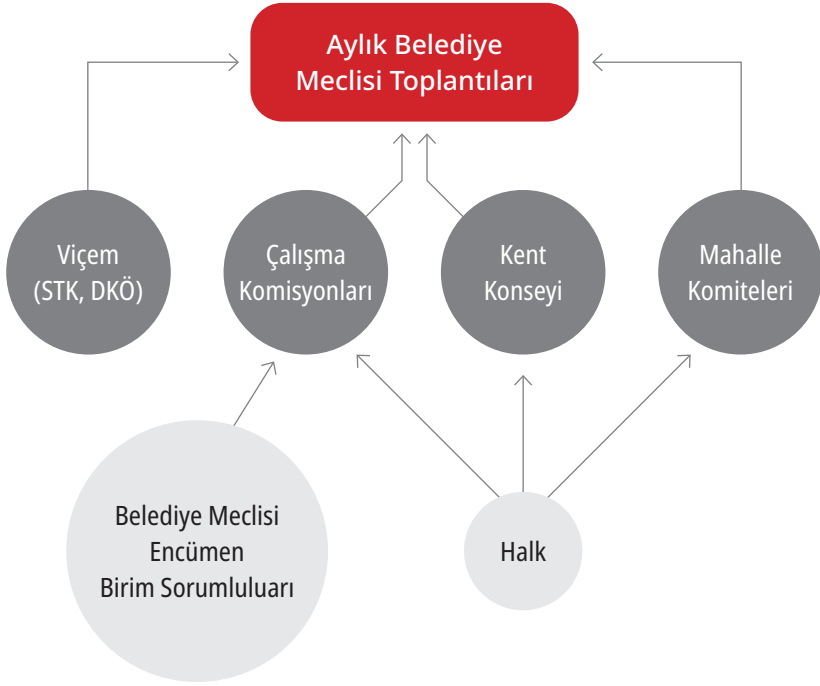 Aylık Belediye
Meclisi Toplantıları
Viçem
(STK, DKÖ)
Çalışma
Komisyonları
Kent
Konseyi
Mahalle
Komiteleri
Belediye Meclisi
Encümen
Birim Sorumluluarı
Halk